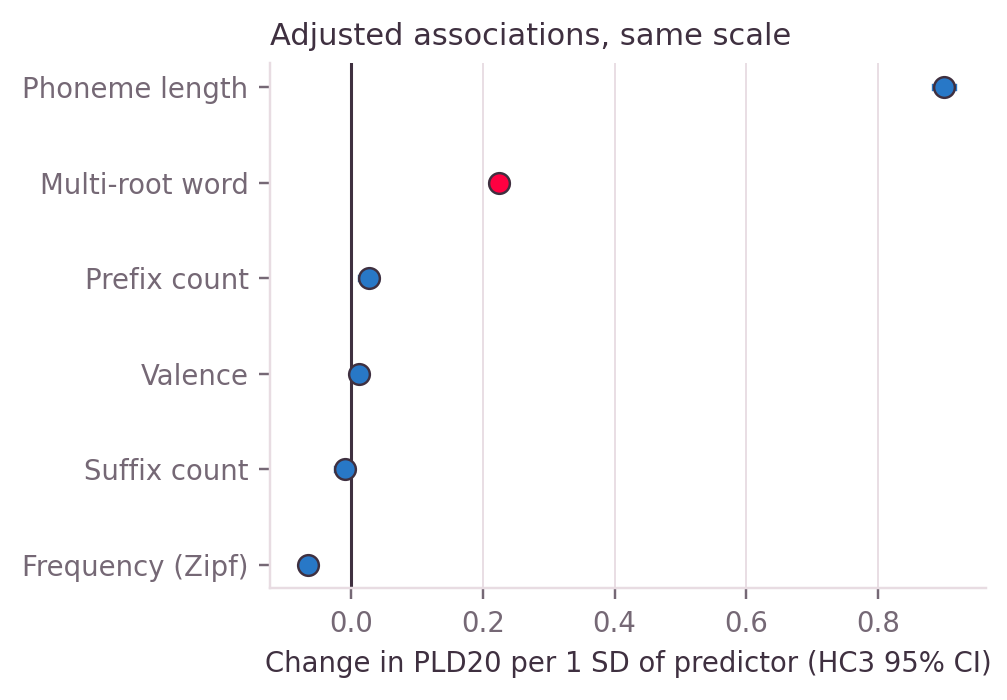 Adjusted associations, same scale
Phoneme length
Multi-root word
Prefix count
Valence
Suffix count
Frequency (Zipf)
0.0 0.2 0.4 0.6 0.8
Change in PLD20 per 1 SD of predictor (HC3 95% CI)